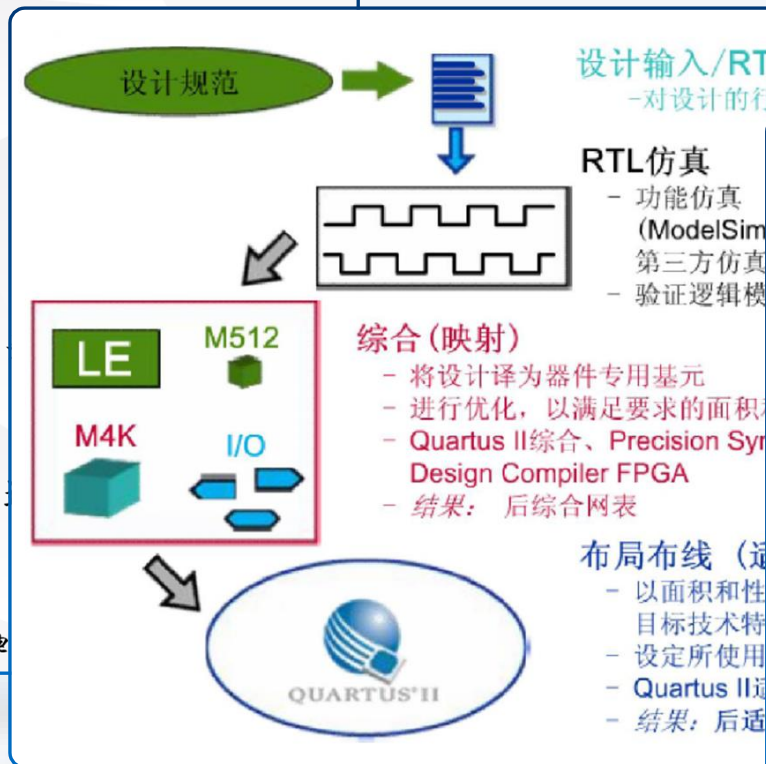 设计规范
设计输入/RT
-对设计的行
RTL仿真
- 功能仿真
(ModelSim
第三方仿真
- 验证逻辑模
LE
M512
M4K
I/O
综合(映射)
- 将设计译为器件专用基元
- 进行优化，以满足要求的面积
- Quartus II综合、Precision Syn
Design Compiler FPGA
- 结果： 后综合网表
布局布线 (适
- 以面积和性
目标技术特
- 设定所使用
- Quartus II适
- 结果：后适
QUARTUS II